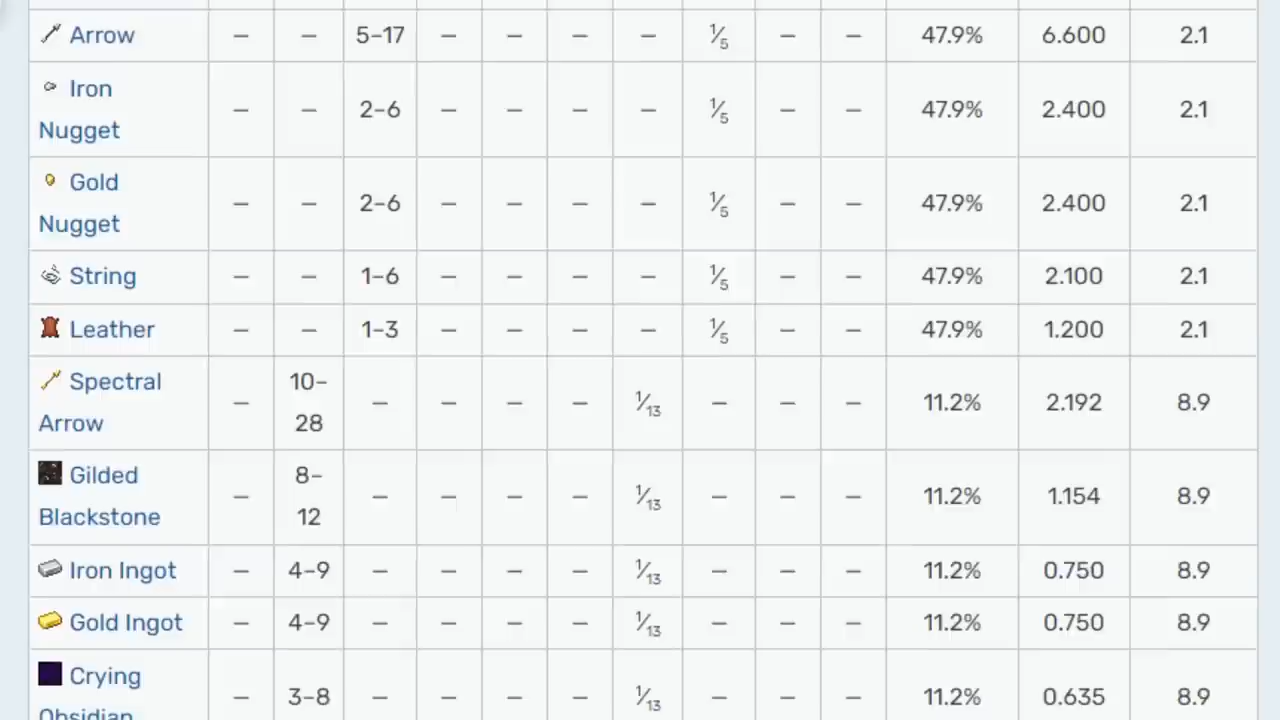 Arrow – – 5–17 – – – – 1/5 – – 47.9% 6.600 2.1
Iron
Nugget – – 2–6 – – – – 1/5 – – 47.9% 2.400 2.1
Gold
Nugget – – 2–6 – – – – 1/5 – – 47.9% 2.400 2.1
String – – 1–6 – – – – 1/5 – – 47.9% 2.100 2.1
Leather – – 1–3 – – – – 1/5 – – 47.9% 1.200 2.1
Spectral 10–
Arrow – 28 – – – – 1/13 – – – 11.2% 2.192 8.9
Gilded 8–
Blackstone – 12 – – – – 1/13 – – – 11.2% 1.154 8.9
Iron Ingot – 4–9 – – – – 1/13 – – – 11.2% 0.750 8.9
Gold Ingot – 4–9 – – – – 1/13 – – – 11.2% 0.750 8.9
Crying – 3–8 – – – – 1/13 – – – 11.2% 0.635 8.9
Obsidian